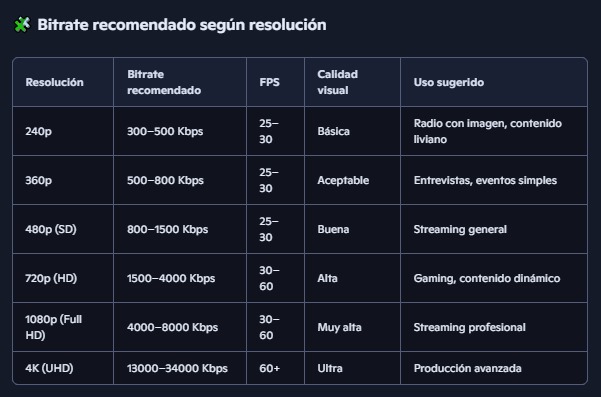 Bitrate recomendado según resolución
Resolución
Bitrate
recomendado
FPS
Calidad
visual
Uso sugerido
240p
300–500 Kbps
25–
30
Básica
Radio con imagen, contenido
liviano
360p
500–800 Kbps
25–
30
Aceptable
Entrevistas, eventos simples
480p (SD)
800–1500 Kbps
25–
30
Buena
Streaming general
720p (HD)
1500–4000 Kbps
30–
60
Alta
Gaming, contenido dinámico
1080p (Full
HD)
4000–8000 Kbps
30–
60
Muy alta
Streaming profesional
4K (UHD)
13000–34000 Kbps
60+
Ultra
Producción avanzada